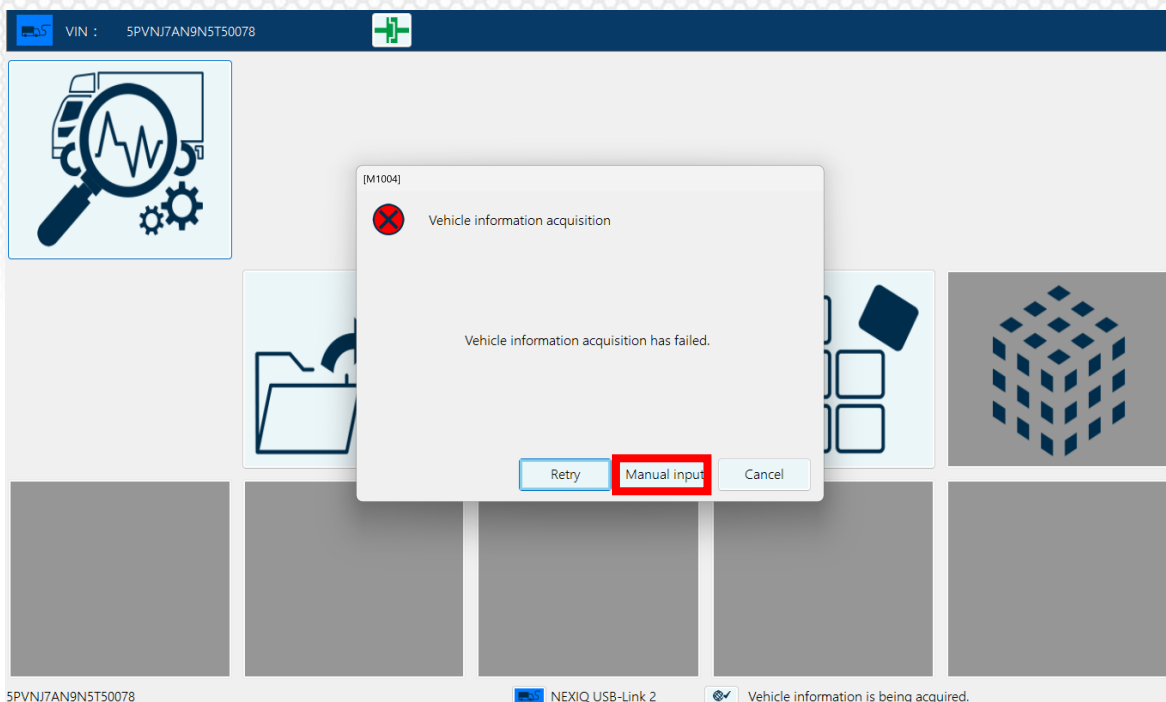 VIN : 5PVNJ7AN9N5T50078
[M1004]
Vehicle information acquisition
Vehicle information acquisition has failed.
Retry Manual input Cancel
5PVNJ7AN9N5T50078 NEXIQ USB-Link 2 Vehicle information is being acquired.